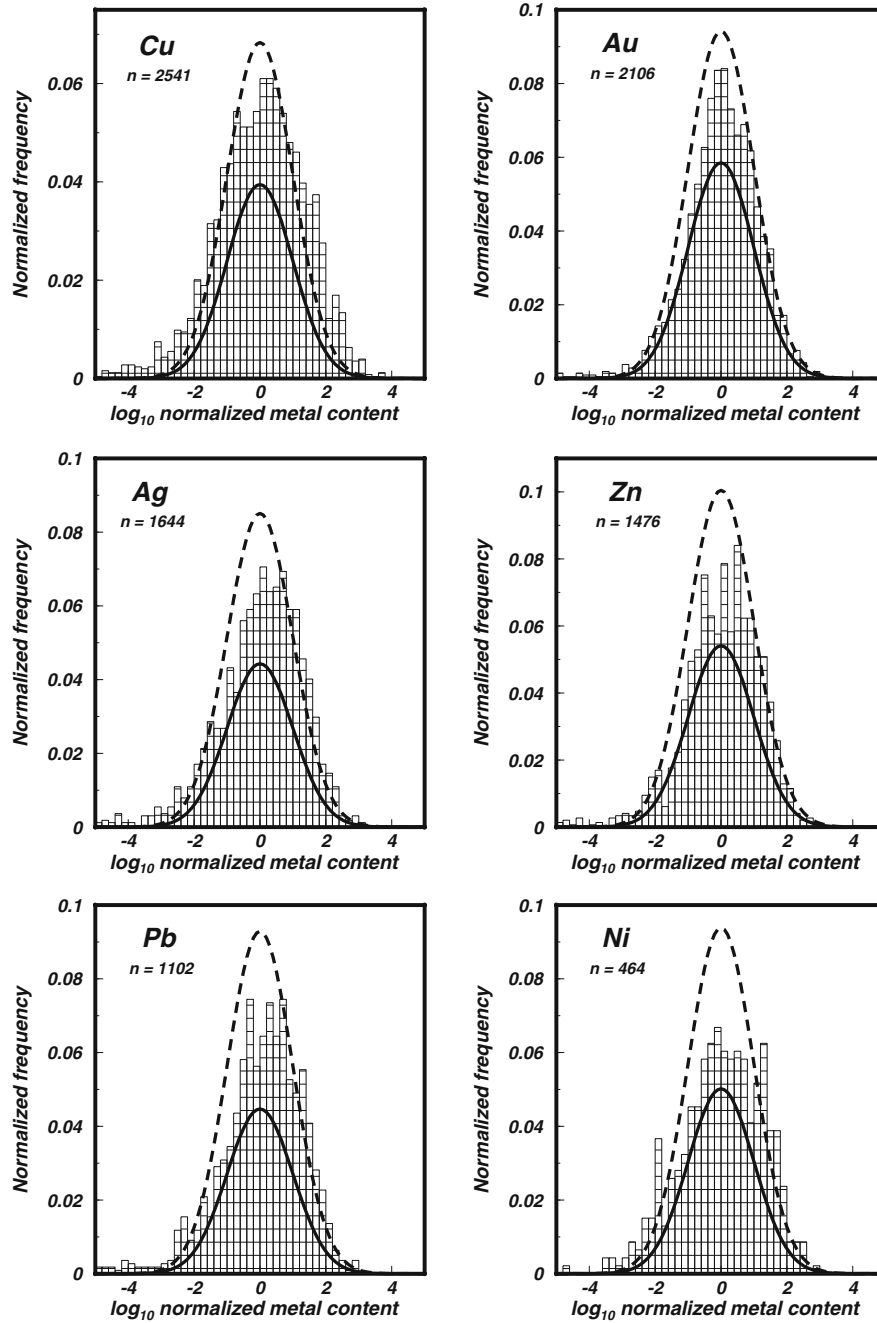 Cu
n = 2541
Normalized frequency
0.06
0.04
0.02
0
-4 -2 0 2 4
log10 normalized metal content
Au
n = 2106
Normalized frequency
0.1
0.08
0.06
0.04
0.02
0
-4 -2 0 2 4
log10 normalized metal content
Ag
n = 1644
Normalized frequency
0.1
0.08
0.06
0.04
0.02
0
-4 -2 0 2 4
log10 normalized metal content
Zn
n = 1476
Normalized frequency
0.1
0.08
0.06
0.04
0.02
0
-4 -2 0 2 4
log10 normalized metal content
Pb
n = 1102
Normalized frequency
0.1
0.08
0.06
0.04
0.02
0
-4 -2 0 2 4
log10 normalized metal content
Ni
n = 464
Normalized frequency
0.1
0.08
0.06
0.04
0.02
0
-4 -2 0 2 4
log10 normalized metal content